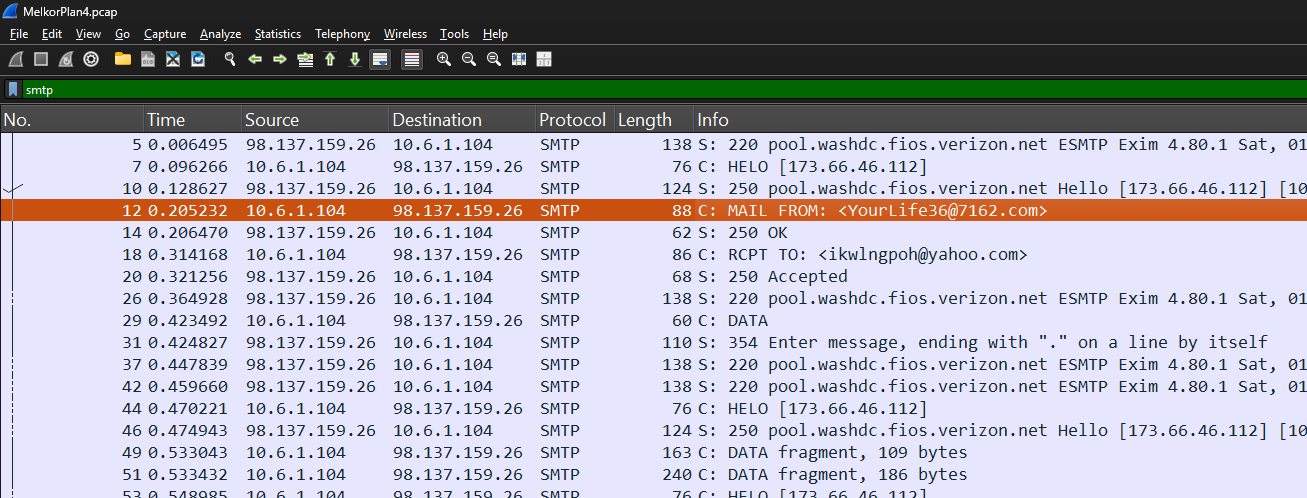 MelkorPlan4.pcap
File Edit View Go Capture Analyze Statistics Telephony Wireless Tools Help
smtp
No. Time Source Destination Protocol Length Info
5 0.006495 98.137.159.26 10.6.1.104 SMTP 138 S: 220 pool.washdc.fios.verizon.net ESMTP Exim 4.80.1 Sat, 01
7 0.096266 10.6.1.104 98.137.159.26 SMTP 76 C: HELO [173.66.46.112]
10 0.128627 98.137.159.26 10.6.1.104 SMTP 124 S: 250 pool.washdc.fios.verizon.net Hello [173.66.46.112] [10
12 0.205232 10.6.1.104 98.137.159.26 SMTP 88 C: MAIL FROM: <YourLife36@7162.com>
14 0.206470 98.137.159.26 10.6.1.104 SMTP 62 S: 250 OK
18 0.314168 10.6.1.104 98.137.159.26 SMTP 86 C: RCPT TO: <ikwlngpoh@yahoo.com>
20 0.321256 98.137.159.26 10.6.1.104 SMTP 68 S: 250 Accepted
26 0.364928 98.137.159.26 10.6.1.104 SMTP 138 S: 220 pool.washdc.fios.verizon.net ESMTP Exim 4.80.1 Sat, 01
29 0.423492 10.6.1.104 98.137.159.26 SMTP 60 C: DATA
31 0.424827 98.137.159.26 10.6.1.104 SMTP 110 S: 354 Enter message, ending with "." on a line by itself
37 0.447839 98.137.159.26 10.6.1.104 SMTP 138 S: 220 pool.washdc.fios.verizon.net ESMTP Exim 4.80.1 Sat, 01
42 0.459660 98.137.159.26 10.6.1.104 SMTP 138 S: 220 pool.washdc.fios.verizon.net ESMTP Exim 4.80.1 Sat, 01
44 0.470221 10.6.1.104 98.137.159.26 SMTP 76 C: HELO [173.66.46.112]
46 0.474943 98.137.159.26 10.6.1.104 SMTP 124 S: 250 pool.washdc.fios.verizon.net Hello [173.66.46.112] [10
49 0.533043 10.6.1.104 98.137.159.26 SMTP 163 C: DATA fragment, 109 bytes
51 0.533432 10.6.1.104 98.137.159.26 SMTP 240 C: DATA fragment, 186 bytes
53 0.548985 10.6.1.104 98.137.159.26 SMTP 76 C: HELO [173.66.46.112]